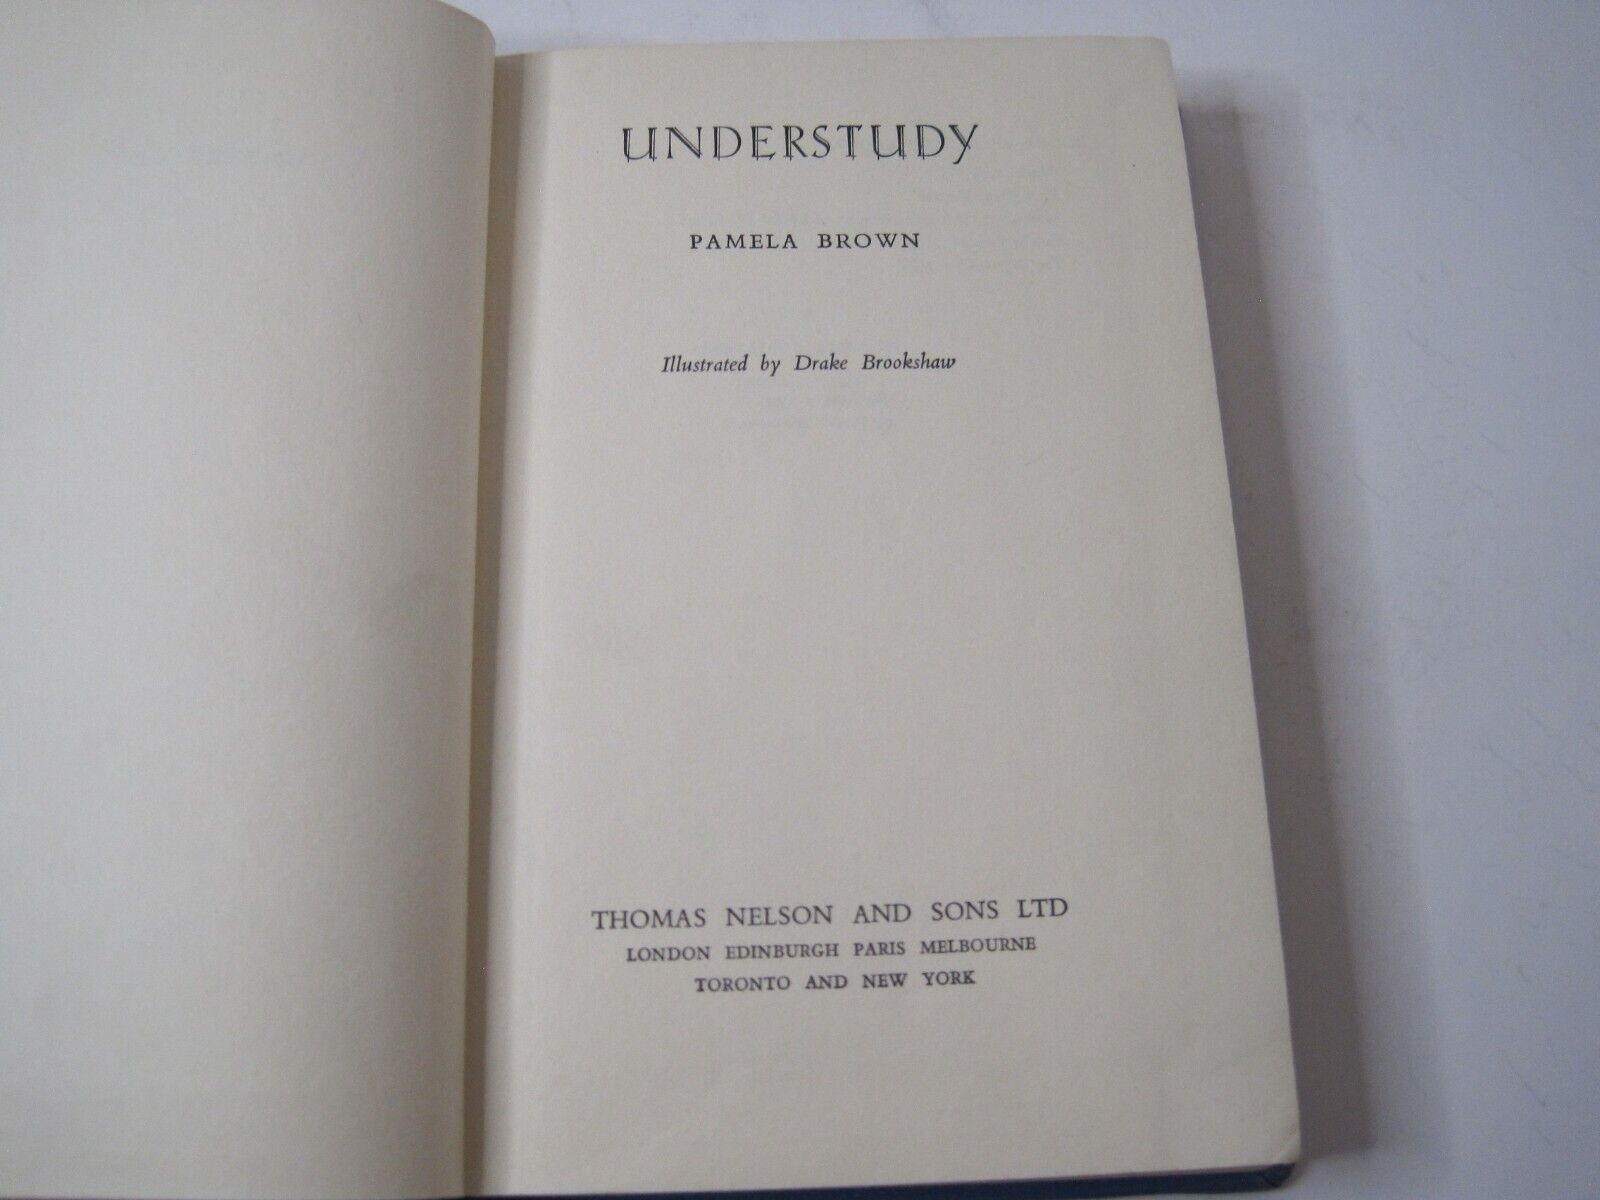 UNDERSTUDY
PAMELA BROWN
Illustrated by Drake Brookshaw
THOMAS NELSON AND SONS LTD
LONDON EDINBURGH PARIS MELBOURNE
TORONTO AND NEW YORK